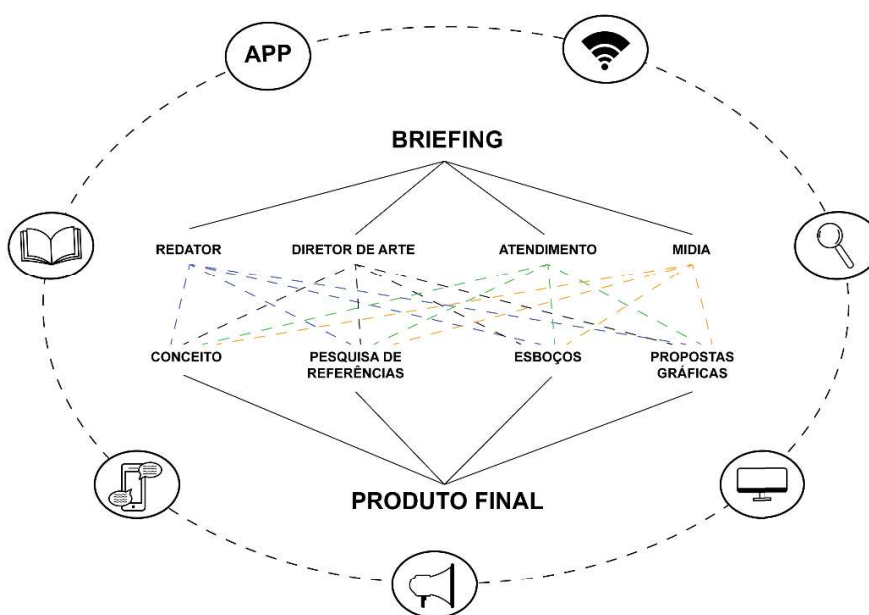 APP
BRIEFING
REDATOR
DIRETOR DE ARTE
ATENDIMENTO
MIDIA
CONCEITO
PESQUISA DE
REFERÊNCIAS
ESBOÇOS
PROPOSTAS
GRÁFICAS
PRODUTO FINAL